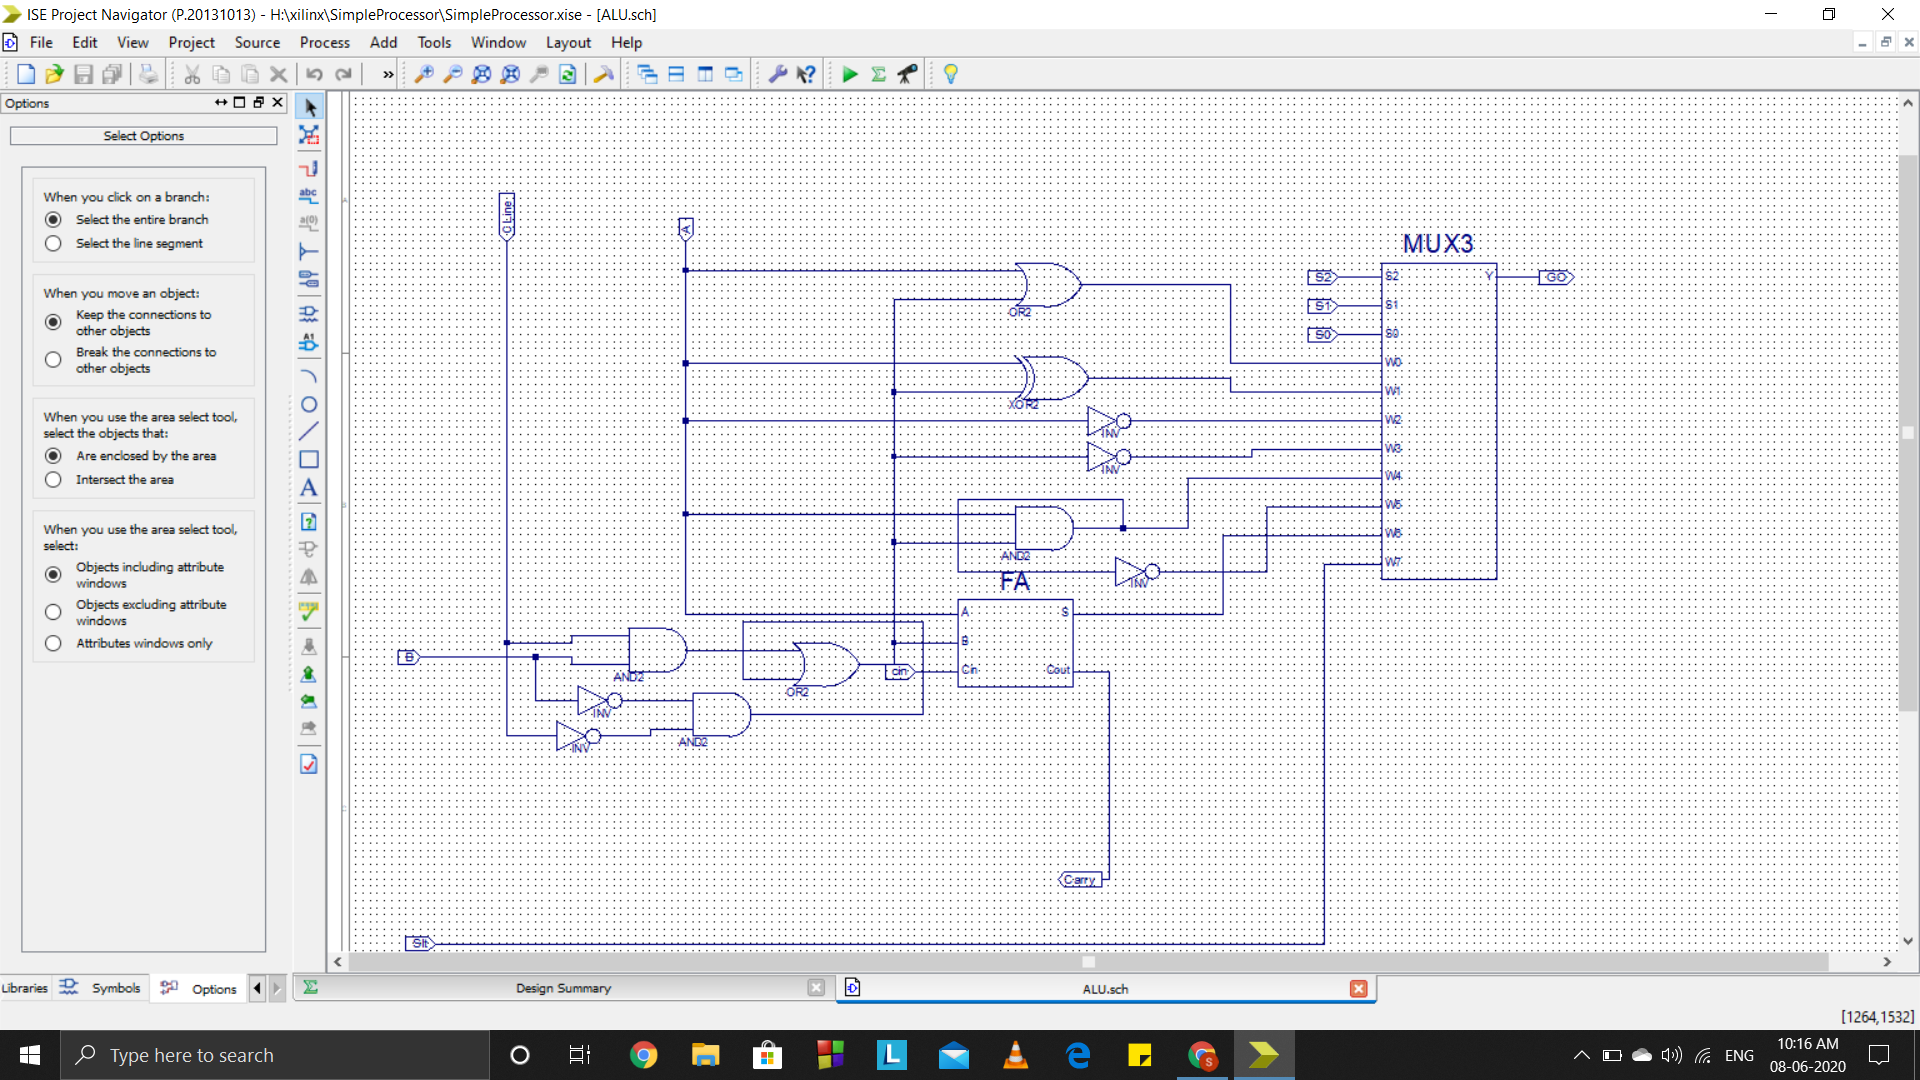 ISE Project Navigator (P.20131013) - H:\xilinx\SimpleProcessor\SimpleProcessor.xise - [ALU.sch]
File Edit View Project Source Process Add Tools Window Layout Help
»
Options
Select Options
When you click on a branch:
Select the entire branch
Select the line segment
When you move an object:
Keep the connections to
other objects
Break the connections to
other objects
When you use the area select tool,
select the objects that:
Are enclosed by the area
Intersect the area
When you use the area select tool,
select:
Objects including attribute
windows
Objects excluding attribute
windows
Attributes windows only
abc
a(0)
A1
A
C Line
A
MUX3
S2 S2 Y GO
S1 S1
S0 S0
OR2
W0
W1
XOR2
W2
INV
W3
INV
W4
W5
AND2
W6
INV
W7
FA
A S
B
B
cin Cin Cout
AND2
OR2
INV
AND2
INV
Carry
Slt
Libraries Symbols Options
Design Summary
ALU.sch
[1264,1532]
Type here to search
L
S
ENG
10:16 AM
08-06-2020